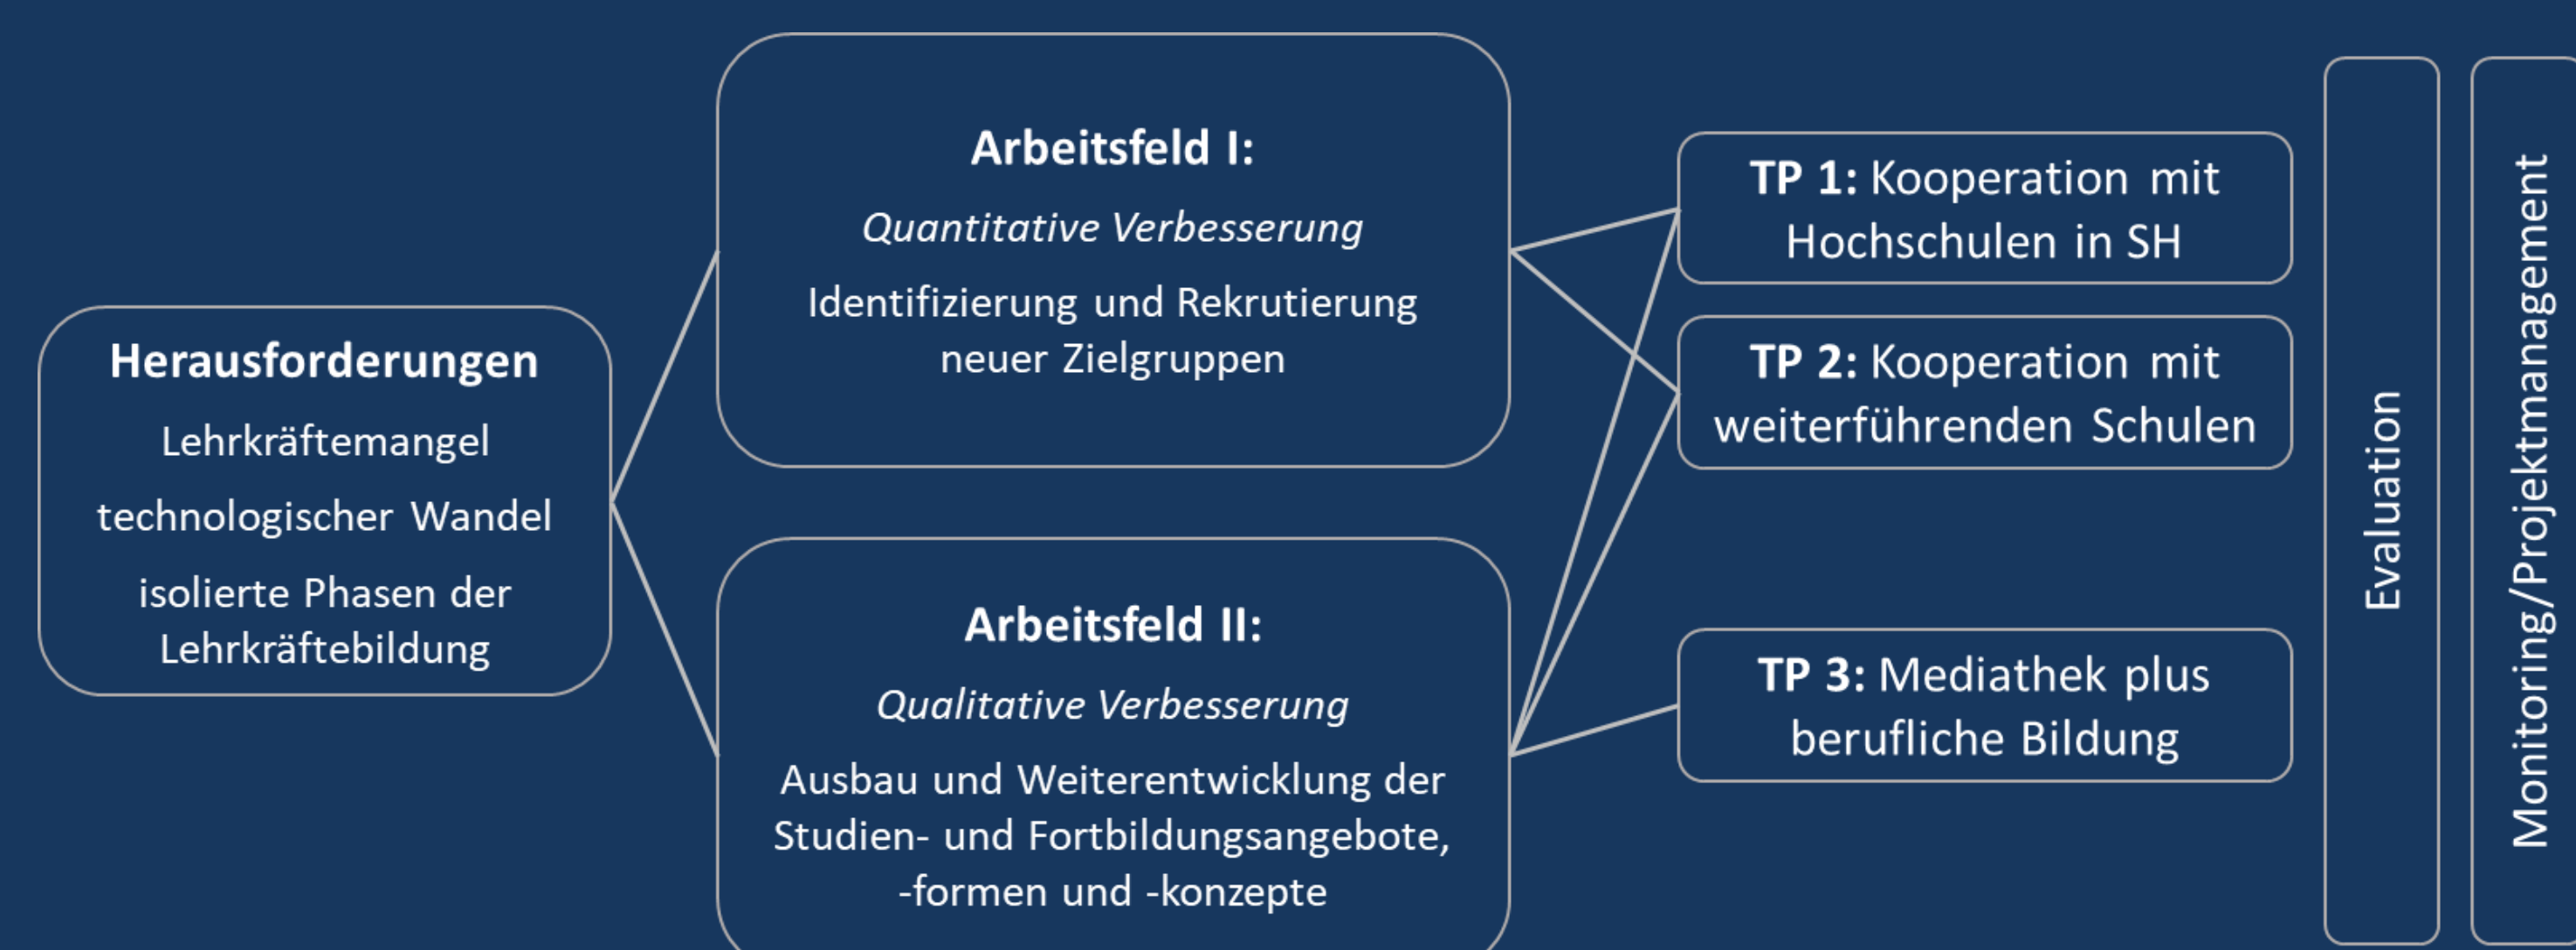 Herausforderungen
Lehrkräftemangel
technologischer Wandel
isolierte Phasen der
Lehrkräftebildung
Arbeitsfeld I:
Quantitative Verbesserung
Identifizierung und Rekrutierung
neuer Zielgruppen
Arbeitsfeld II:
Qualitative Verbesserung
Ausbau und Weiterentwicklung der
Studien- und Fortbildungsangebote,
-formen und -konzepte
TP 1: Kooperation mit
Hochschulen in SH
TP 2: Kooperation mit
weiterführenden Schulen
TP 3: Mediathek plus
berufliche Bildung
Evaluation
Monitoring/Projektmanagement